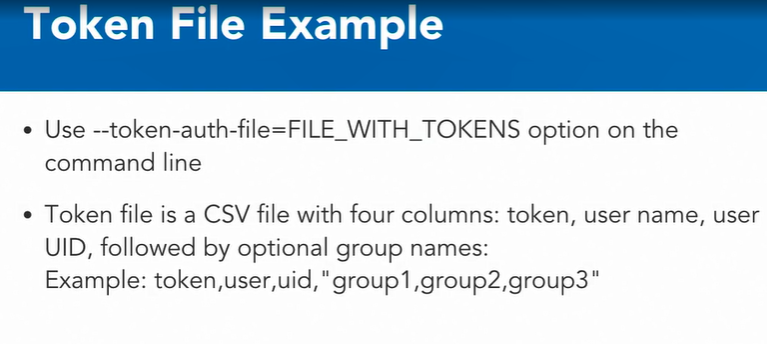 Token File Example
• Use --token-auth-file=FILE_WITH_TOKENS option on the
command line
• Token file is a CSV file with four columns: token, user name, user
UID, followed by optional group names:
Example: token,user,uid,"group1,group2,group3"